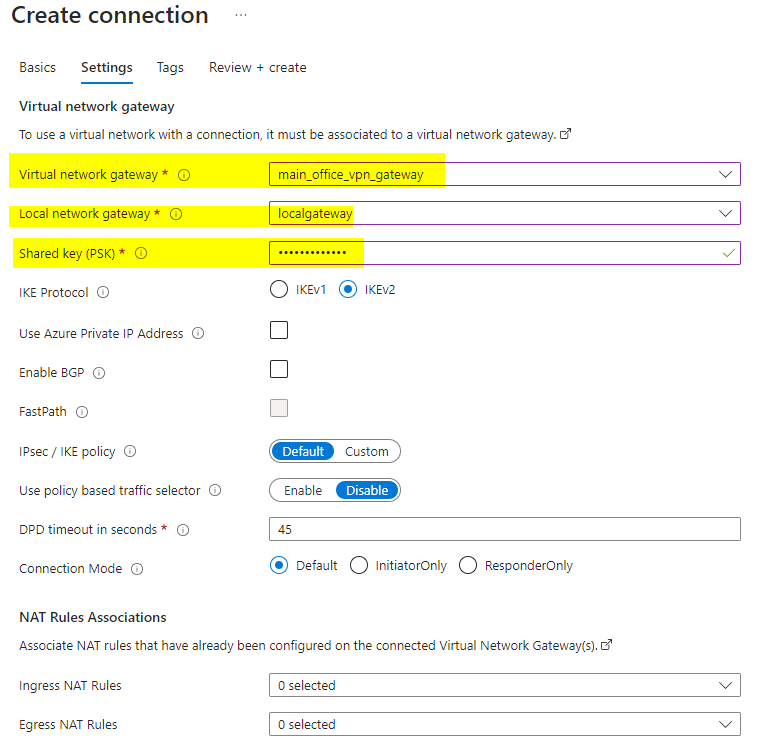 Create connection ...
Basics Settings Tags Review + create
Virtual network gateway
To use a virtual network with a connection, it must be associated to a virtual network gateway.
Virtual network gateway * main_office_vpn_gateway
Local network gateway * localgateway
Shared key (PSK) * •••••••••••••
IKE Protocol IKEv1 IKEv2
Use Azure Private IP Address
Enable BGP
FastPath
IPsec / IKE policy Default Custom
Use policy based traffic selector Enable Disable
DPD timeout in seconds * 45
Connection Mode Default InitiatorOnly ResponderOnly
NAT Rules Associations
Associate NAT rules that have already been configured on the connected Virtual Network Gateway(s).
Ingress NAT Rules 0 selected
Egress NAT Rules 0 selected